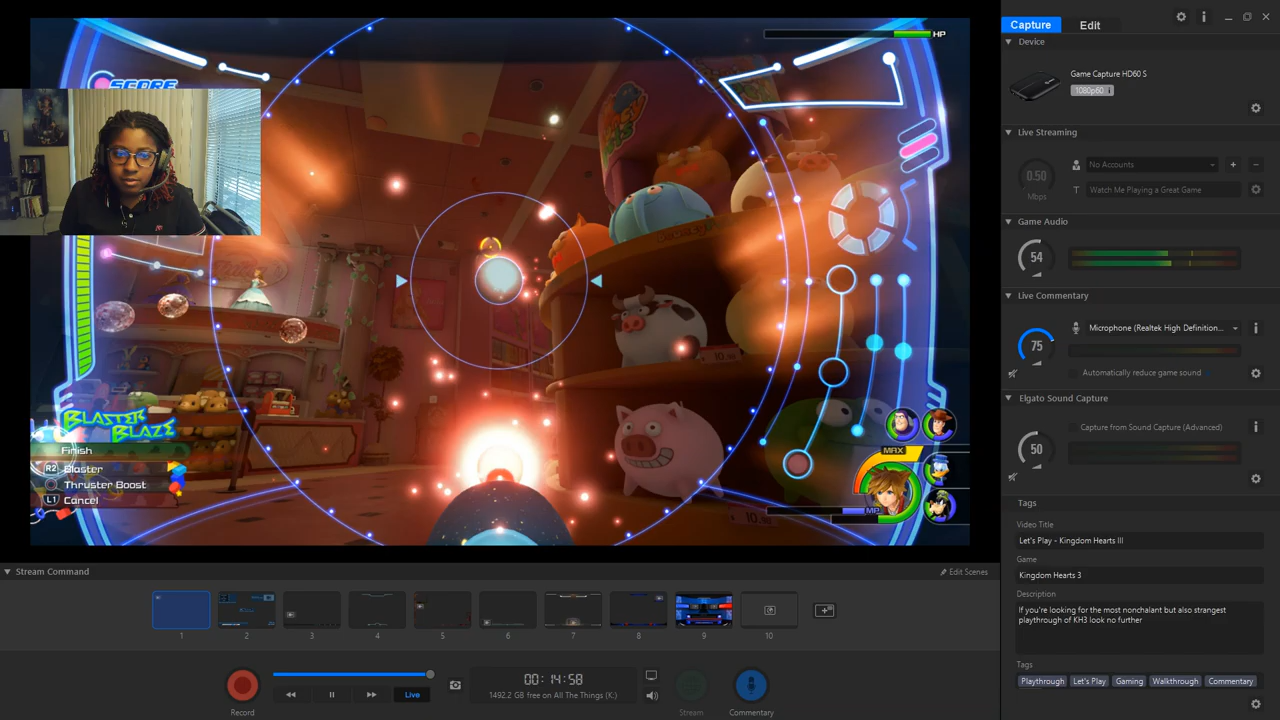 Capture
Edit
Device
Game Capture HD60 S
1080p60
Live Streaming
0.50
Mbps
No Accounts
Watch Me Playing a Great Game
Game Audio
54
Live Commentary
75
Microphone (Realtek High Definition...
Automatically reduce game sound
Elgato Sound Capture
50
Capture from Sound Capture (Advanced)
Tags
Video Title
Let's Play - Kingdom Hearts III
Game
Kingdom Hearts 3
Description
If you're looking for the most nonchalant but also strangest
playthrough of KH3 look no further
Tags
Playthrough
Let's Play
Gaming
Walkthrough
Commentary
SCORE
HP
BLASTER
BLAZE
Finish
R2 Blaster
Thruster Boost
L1 Cancel
MAX
MP
Stream Command
Edit Scenes
1
2
3
4
5
6
7
8
9
10
Record
Live
00:14:58
1492.2 GB free on All The Things (K:)
Stream
Commentary